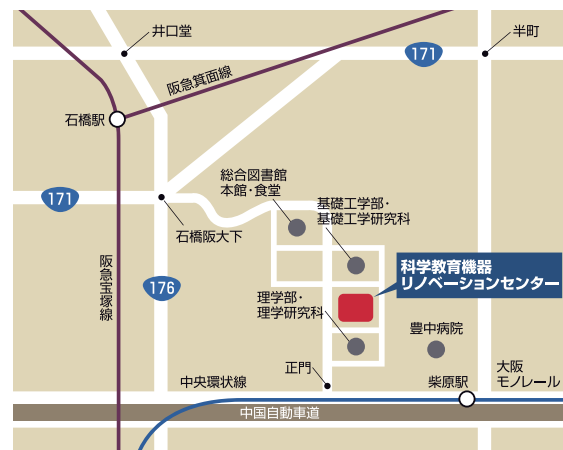 井口堂
半町
171
阪急箕面線
石橋駅
総合図書館
本館・食堂
171
基礎工学部・
基礎工学研究科
石橋阪大下
科学教育機器
リノベーションセンター
阪急宝塚線
176
理学部・
理学研究科
豊中病院
正門
大阪
モノレール
中央環状線
柴原駅
中国自動車道